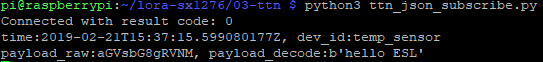 pi@raspberrypi:~/lora-sx1276/03-ttn $ python3 ttn_json_subscribe.py
Connected with result code: 0
time:2019-02-21T15:37:15.599080177Z, dev_id:temp_sensor
payload_raw:aGVsbG8gRVNM, payload_decode:b'hello ESL'